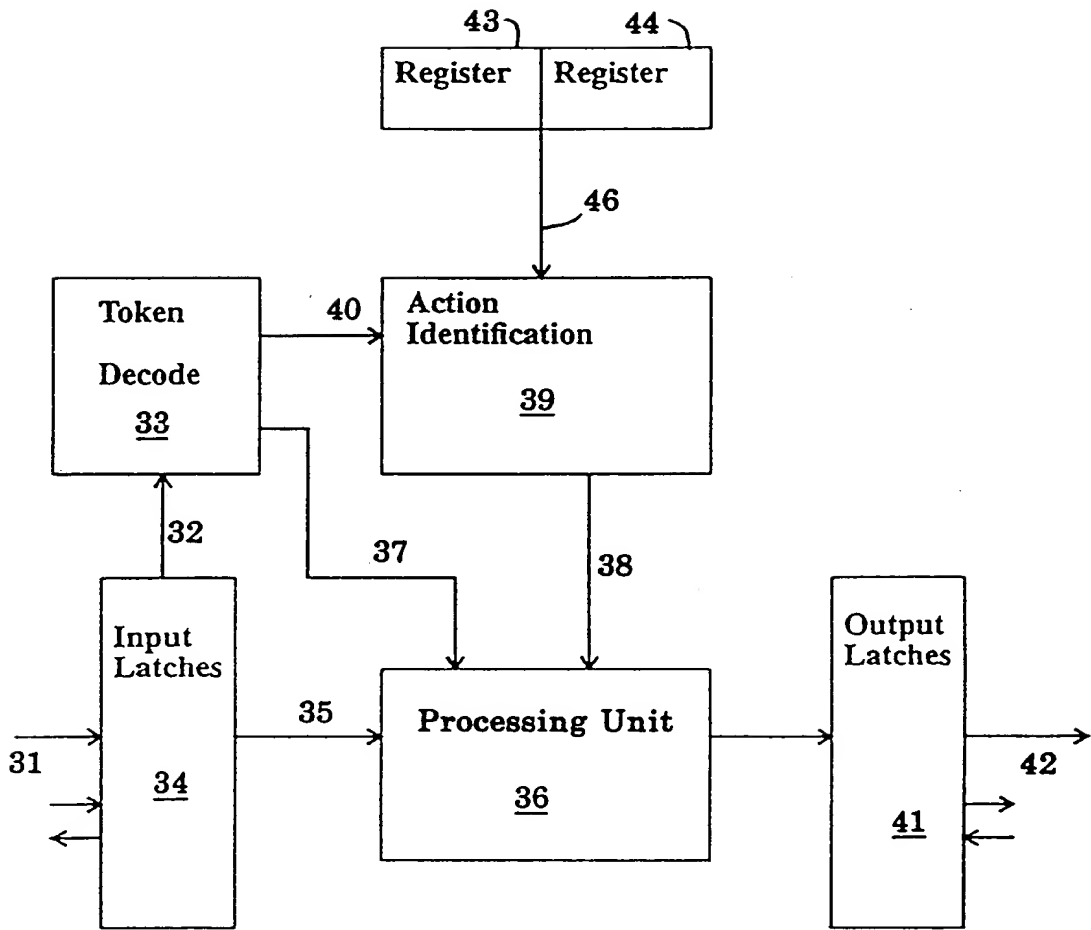 43
44
Register
Register
46
Token
Decode
33
40
Action
Identification
39
32
37
38
Input
Latches
34
31
35
Processing Unit
36
Output
Latches
41
42